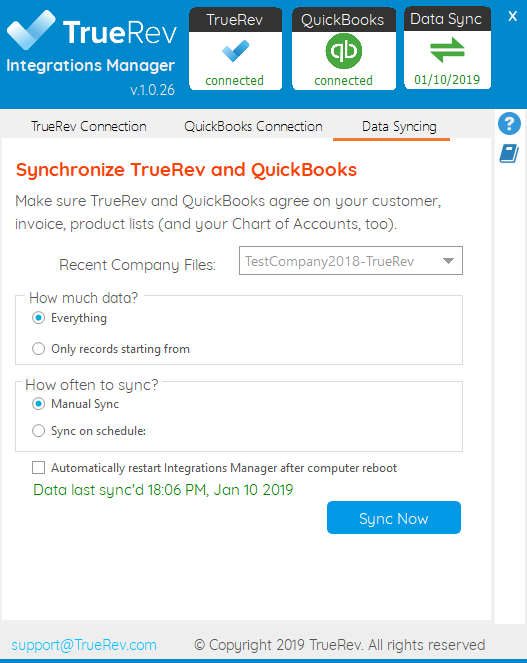 TrueRev
Integrations Manager
v.1.0.26
TrueRev
connected
QuickBooks
qb
connected
Data Sync
01/10/2019
X
TrueRev Connection
QuickBooks Connection
Data Syncing
?
Synchronize TrueRev and QuickBooks
Make sure TrueRev and QuickBooks agree on your customer,
invoice, product lists (and your Chart of Accounts, too).
Recent Company Files: TestCompany2018-TrueRev
How much data?
Everything
Only records starting from
How often to sync?
Manual Sync
Sync on schedule:
Automatically restart Integrations Manager after computer reboot
Data last sync'd 18:06 PM, Jan 10 2019
Sync Now
support@TrueRev.com © Copyright 2019 TrueRev. All rights reserved